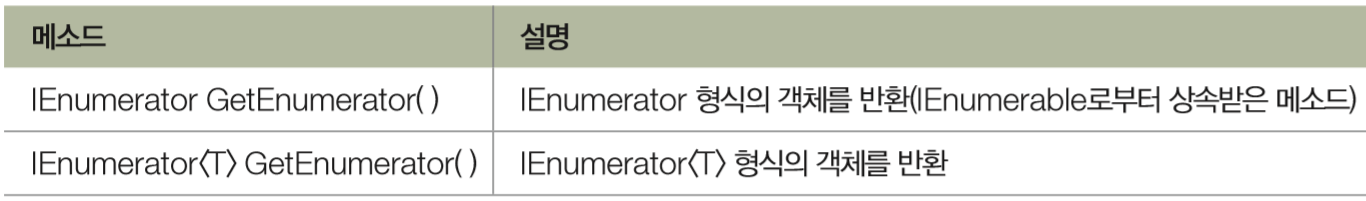 메소드 설명
IEnumerator GetEnumerator( ) IEnumerator 형식의 객체를 반환(IEnumerable로부터 상속받은 메소드)
IEnumerator〈T〉 GetEnumerator( ) IEnumerator〈T〉 형식의 객체를 반환